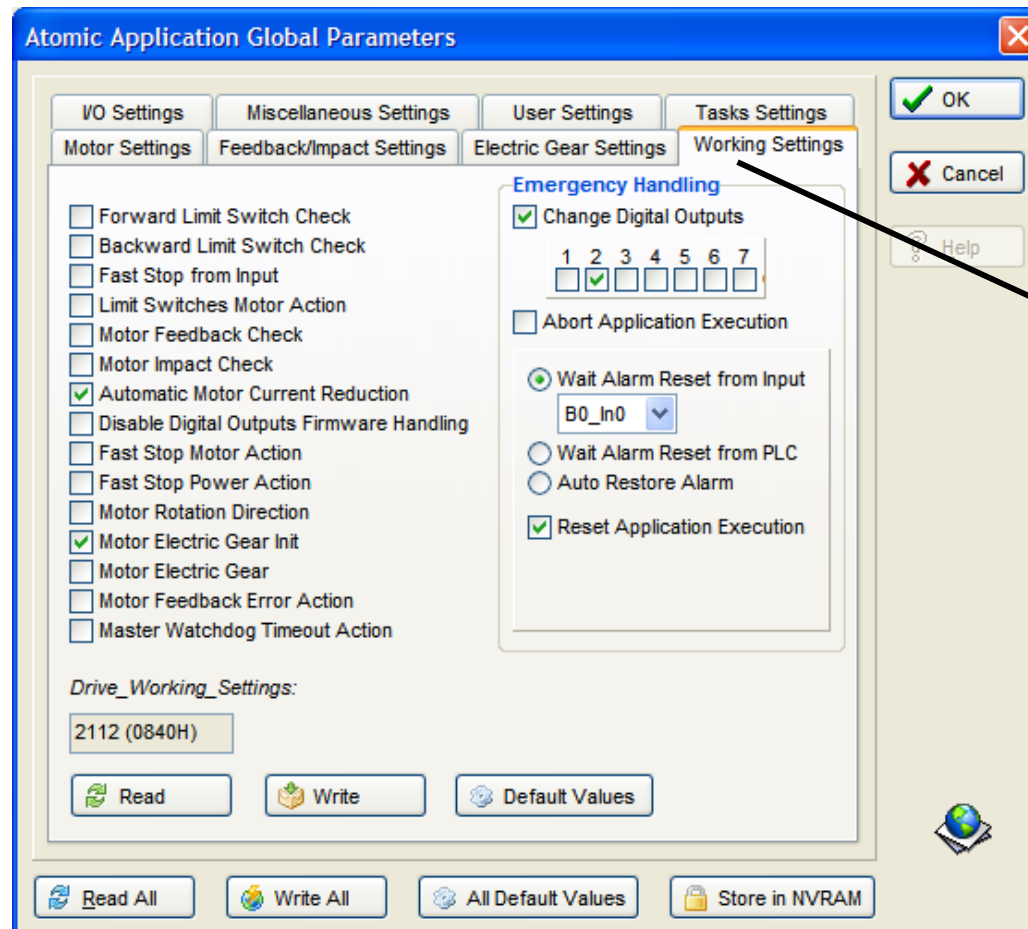 Atomic Application Global Parameters
I/O Settings Miscellaneous Settings User Settings Tasks Settings
Motor Settings Feedback/Impact Settings Electric Gear Settings Working Settings
OK
Cancel
Help
Forward Limit Switch Check
Backward Limit Switch Check
Fast Stop from Input
Limit Switches Motor Action
Motor Feedback Check
Motor Impact Check
Automatic Motor Current Reduction
Disable Digital Outputs Firmware Handling
Fast Stop Motor Action
Fast Stop Power Action
Motor Rotation Direction
Motor Electric Gear Init
Motor Electric Gear
Motor Feedback Error Action
Master Watchdog Timeout Action
Emergency Handling
Change Digital Outputs
1 2 3 4 5 6 7
Abort Application Execution
Wait Alarm Reset from Input
B0_In0
Wait Alarm Reset from PLC
Auto Restore Alarm
Reset Application Execution
Drive_Working_Settings:
2112 (0840H)
Read Write Default Values
Read All Write All All Default Values Store in NVRAM